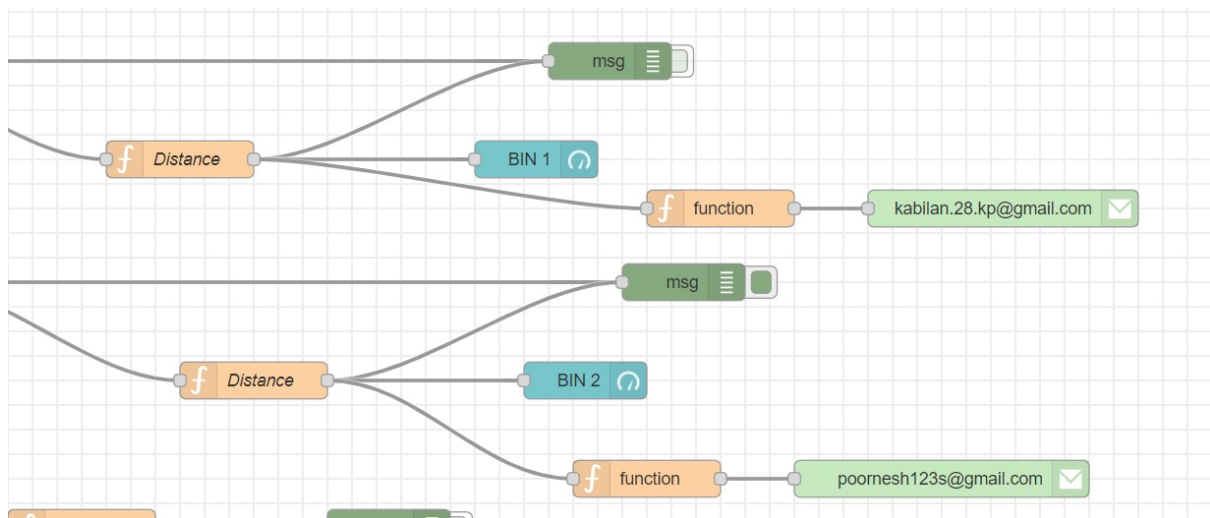 msg
Distance
BIN 1
function
kabilan.28.kp@gmail.com
msg
Distance
BIN 2
function
poornesh123s@gmail.com